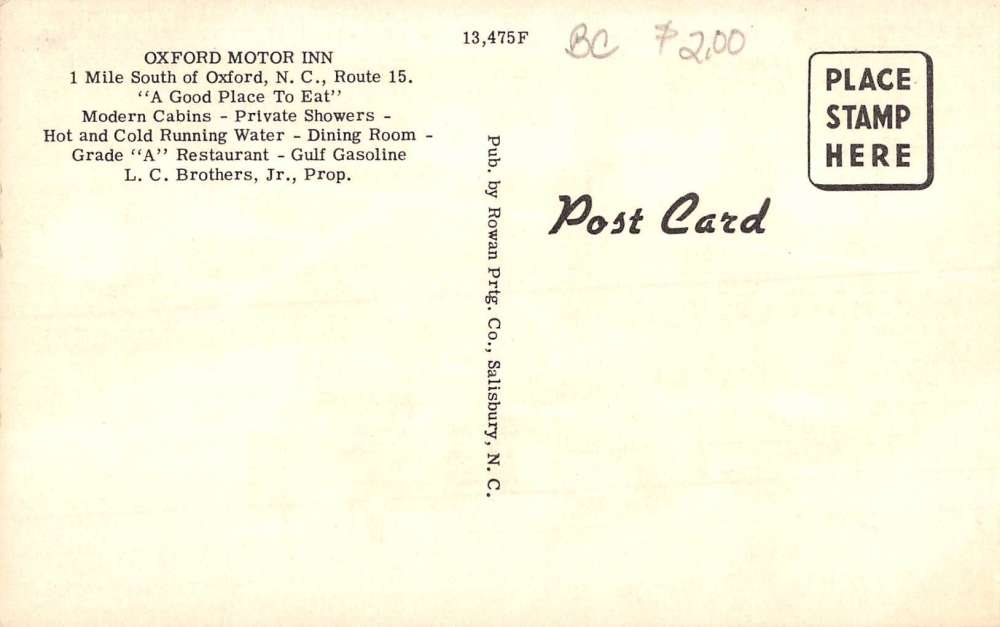 13,475F
BC $2.00
OXFORD MOTOR INN
1 Mile South of Oxford, N. C., Route 15.
"A Good Place To Eat"
Modern Cabins - Private Showers -
Hot and Cold Running Water - Dining Room -
Grade "A" Restaurant - Gulf Gasoline
L. C. Brothers, Jr., Prop.
Pub. by Rowan Prtg. Co., Salisbury, N. C.
PLACE
STAMP
HERE
Post Card